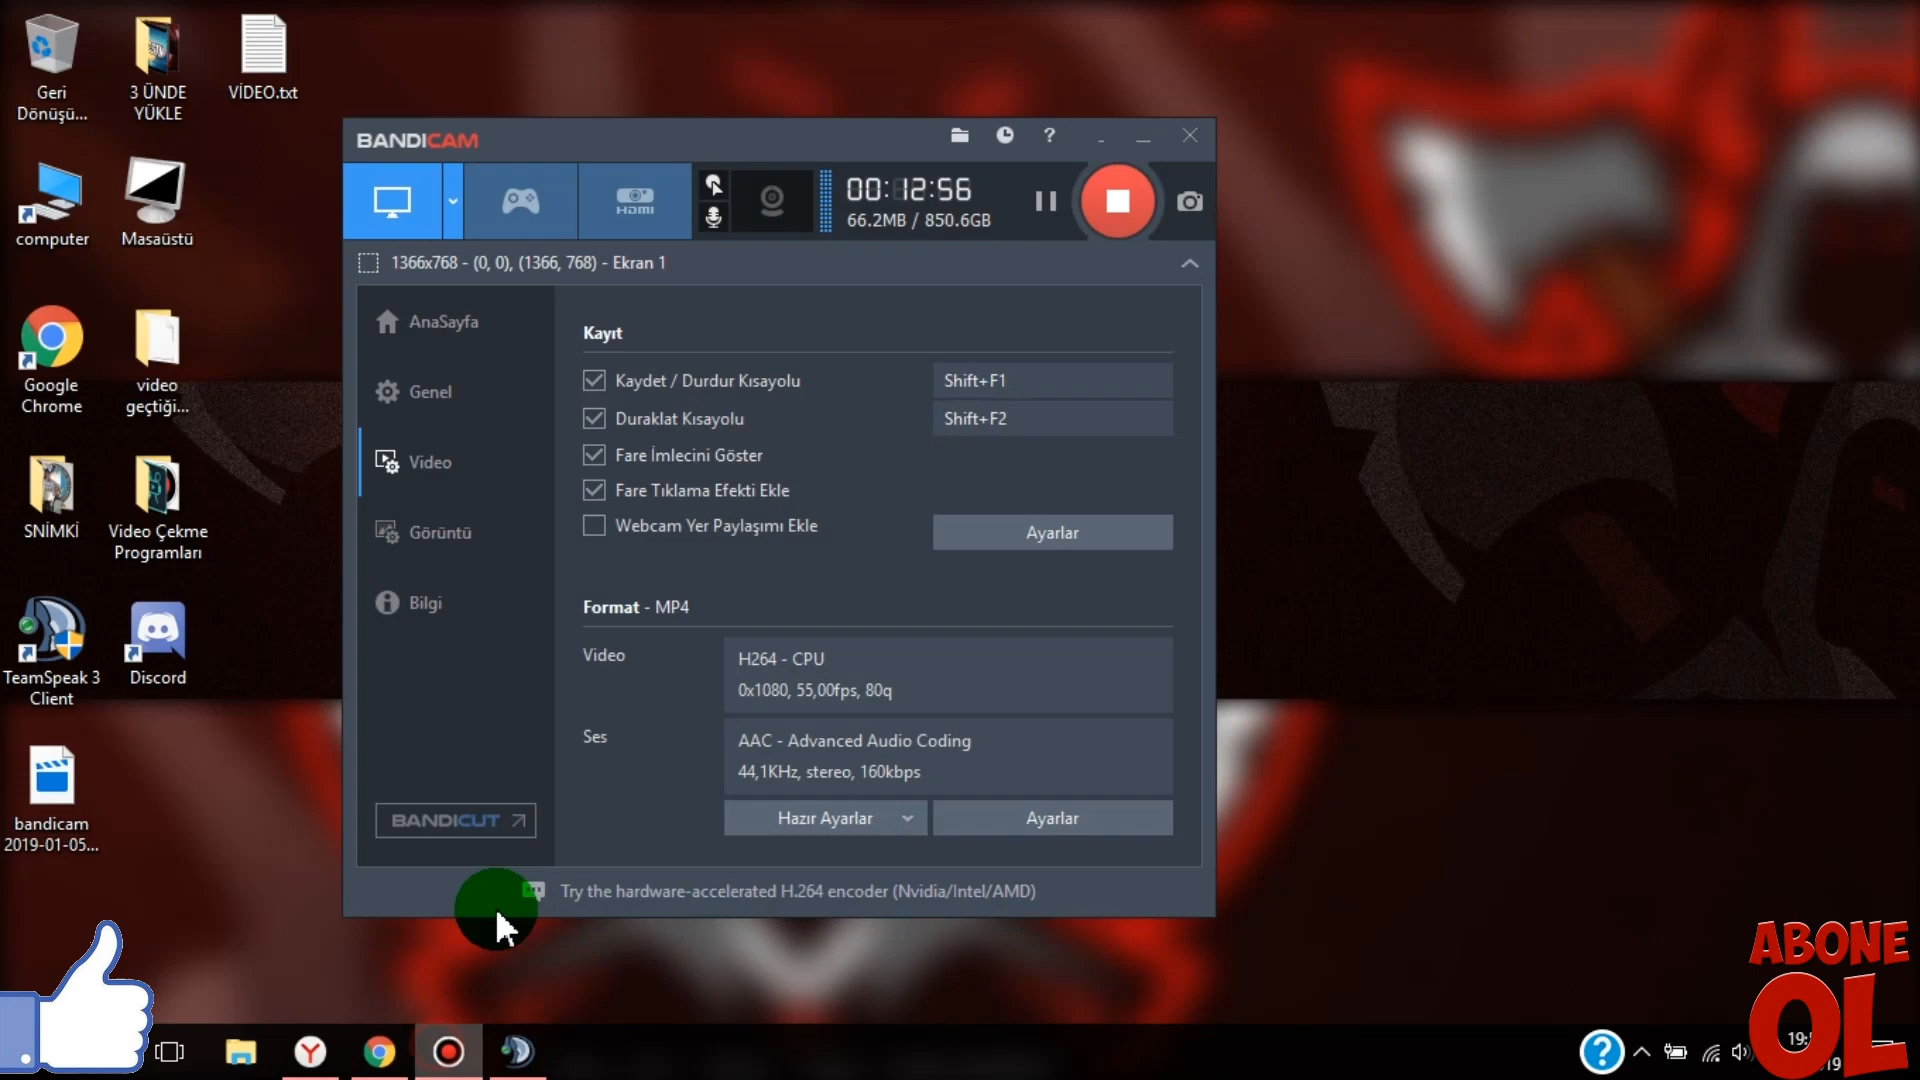 Geri
Dönüşü...
3 ÜNDE
YÜKLE
VİDEO.txt
computer
Masaüstü
Google
Chrome
video
geçtiği...
SNİMKİ
Video Çekme
Programları
TeamSpeak 3
Client
Discord
bandicam
2019-01-05...
BANDICAM
?
HDMI
00:12:56
66.2MB / 850.6GB
1366x768 - (0, 0), (1366, 768) - Ekran 1
AnaSayfa
Genel
Video
Görüntü
Bilgi
BANDICUT
Kayıt
Kaydet / Durdur Kısayolu
Shift+F1
Duraklat Kısayolu
Shift+F2
Fare İmlecini Göster
Fare Tıklama Efekti Ekle
Webcam Yer Paylaşımı Ekle
Ayarlar
Format - MP4
Video
H264 - CPU
0x1080, 55,00fps, 80q
Ses
AAC - Advanced Audio Coding
44,1KHz, stereo, 160kbps
Hazır Ayarlar
Ayarlar
Try the hardware-accelerated H.264 encoder (Nvidia/Intel/AMD)
ABONE
OL